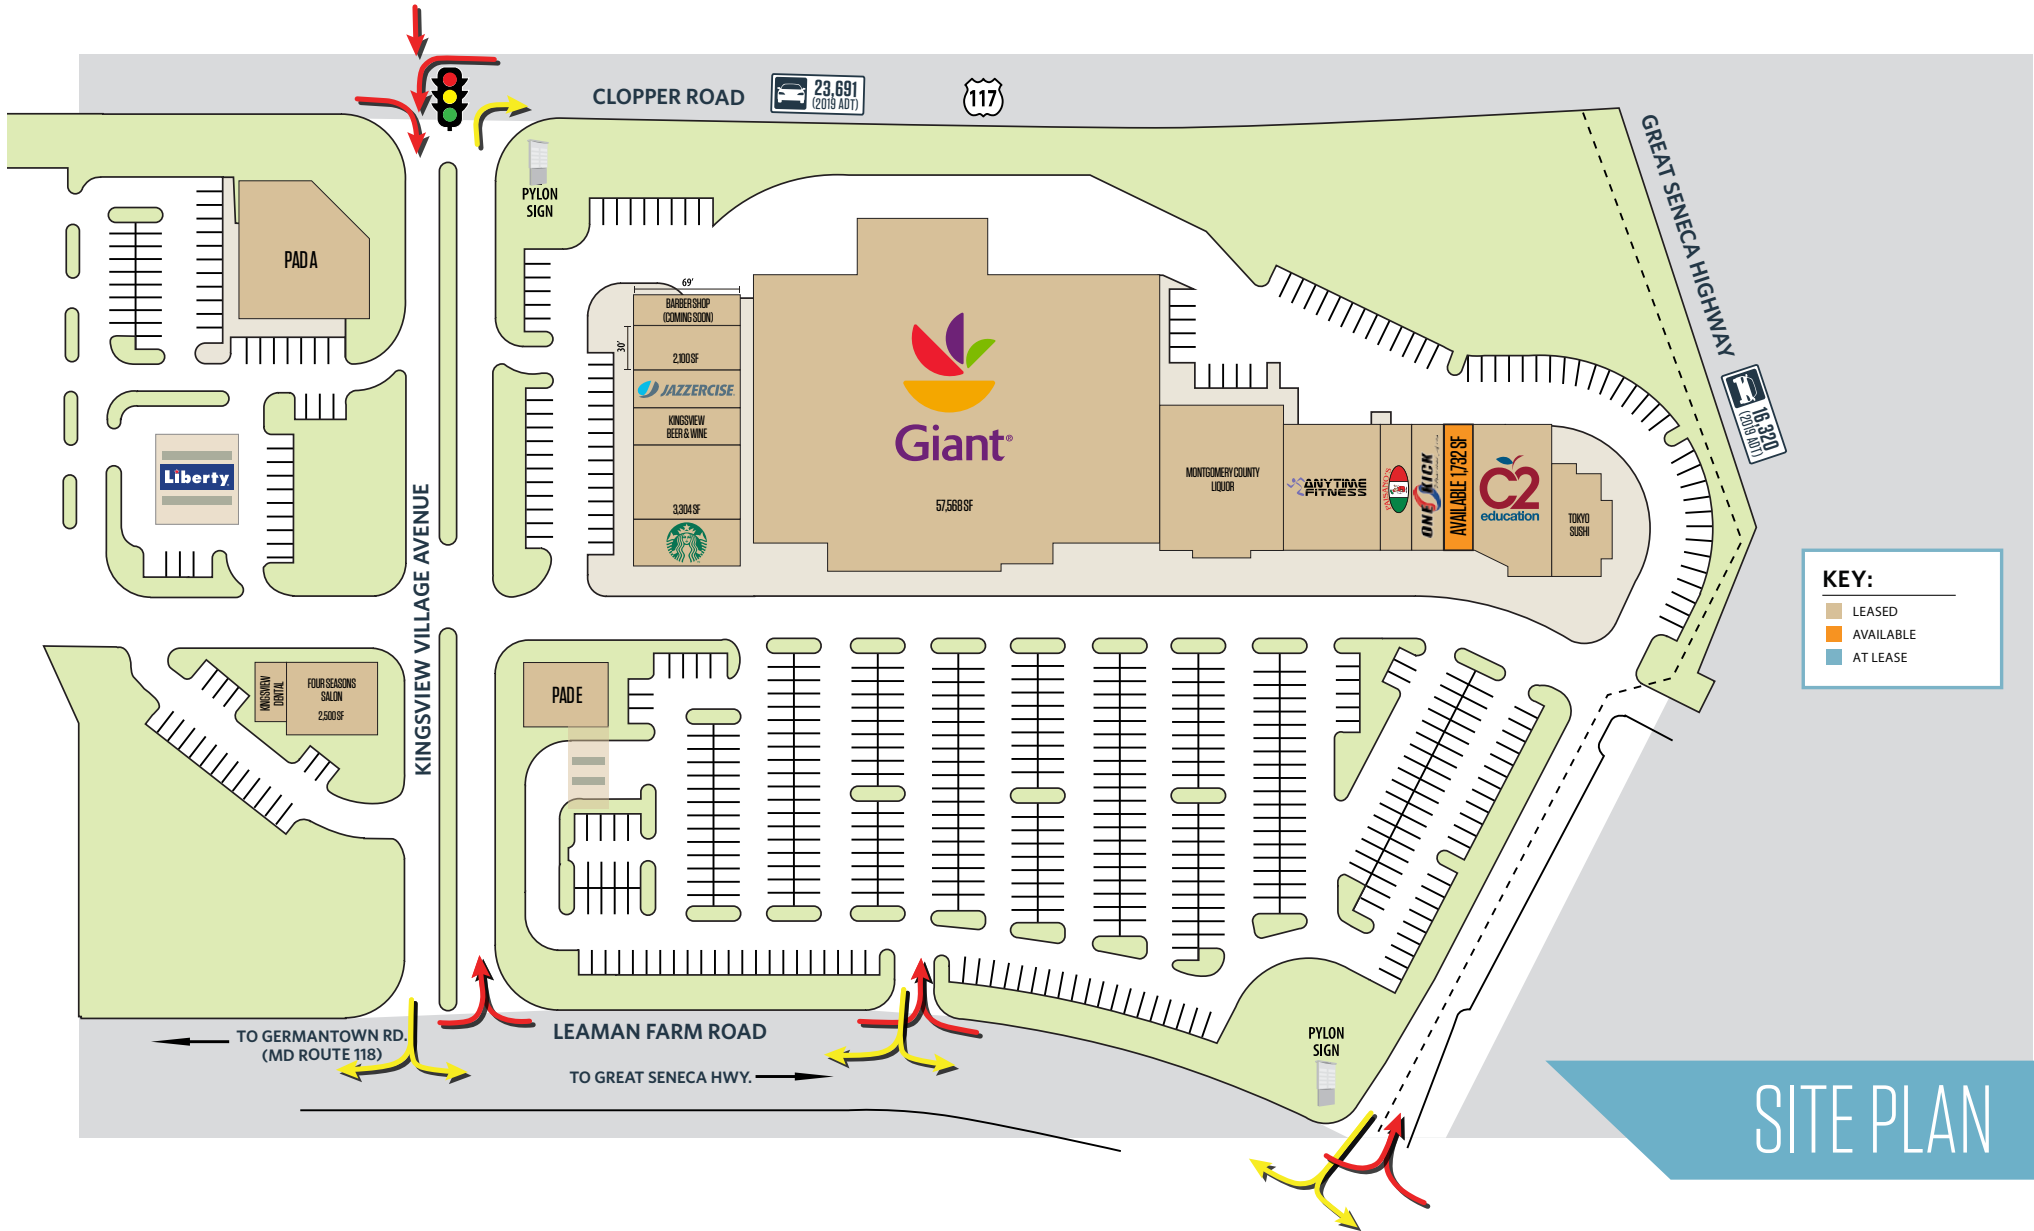 CLOPPER ROAD
23,691
(2019 ADT)
117
GREAT SENECA HIGHWAY
16,320
(2019 ADT)
PYLON
SIGN
PAD A
69'
BARBER SHOP
(COMING SOON)
30'
2,100 SF
JAZZERCISE
KINGSVIEW
BEER & WINE
3,304 SF
Giant®
57,568 SF
MONTGOMERY COUNTY
LIQUOR
ANYTIME
FITNESS
ONE KICK
AVAILABLE 1,732 SF
C2
education
TOKYO
SUSHI
Liberty
KINGSVIEW VILLAGE AVENUE
KEY:
LEASED
AVAILABLE
AT LEASE
KINGSVIEW
DENTAL
FOUR SEASONS
SALON
2,500 SF
PAD E
TO GERMANTOWN RD.
(MD ROUTE 118)
LEAMAN FARM ROAD
TO GREAT SENECA HWY.
PYLON
SIGN
SITE PLAN